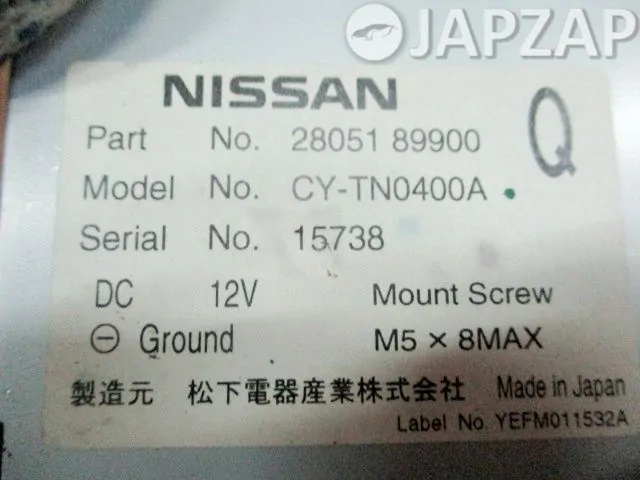 JAPZAP
NISSAN
Part No. 28051 89900
Q
Model No. CY-TN0400A
Serial No. 15738
DC 12V Mount Screw
⊖ Ground M5 × 8MAX
製造元 松下電器産業株式会社 Made in Japan
Label No. YEFM011532A